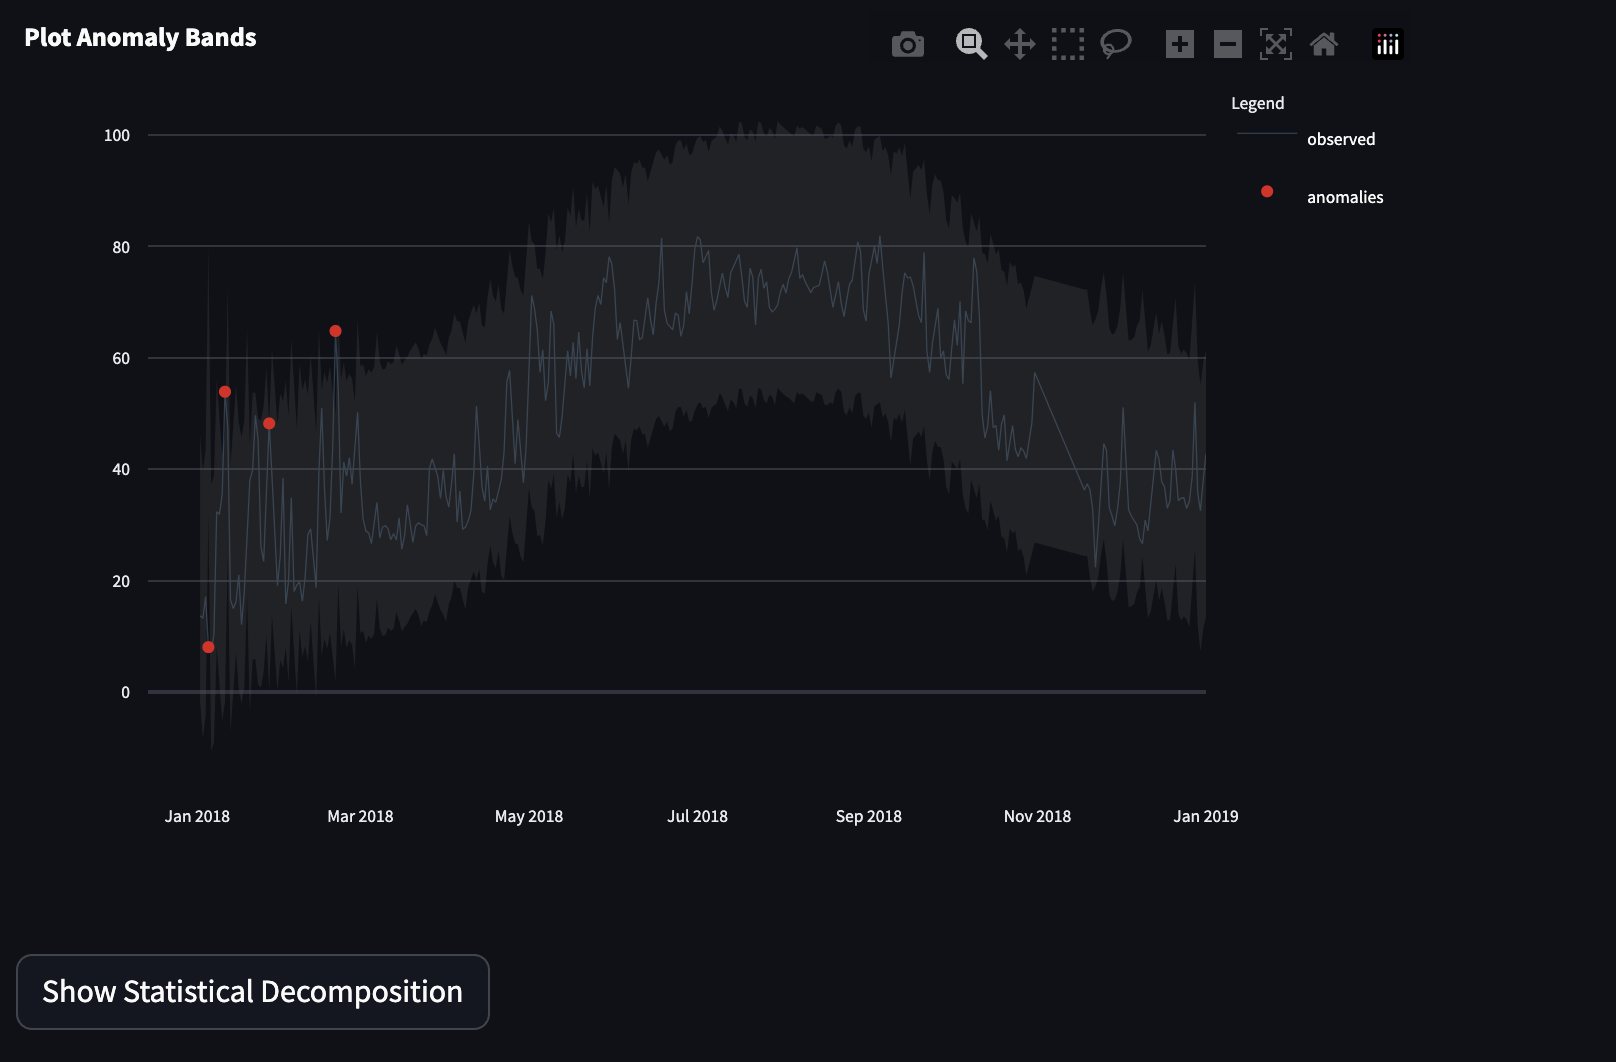 Plot Anomaly Bands
Legend
observed
anomalies
100
80
60
40
20
0
Jan 2018
Mar 2018
May 2018
Jul 2018
Sep 2018
Nov 2018
Jan 2019
Show Statistical Decomposition